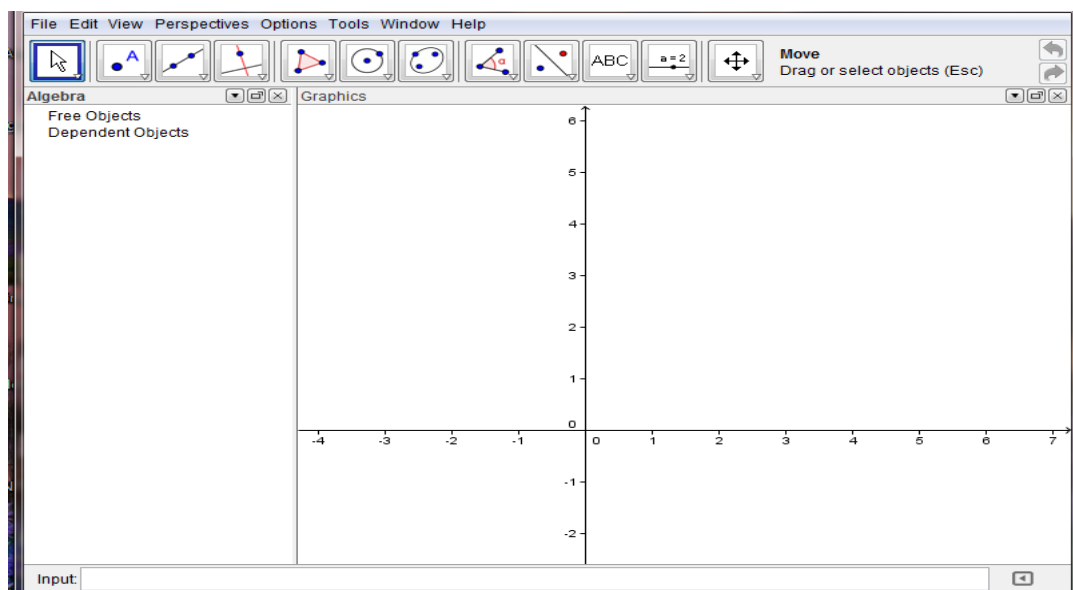 File Edit View Perspectives Options Tools Window Help
A
α
ABC
a = 2
Move
Drag or select objects (Esc)
Algebra
Graphics
Free Objects
Dependent Objects
6
5
4
3
2
1
0
-4 -3 -2 -1 0 1 2 3 4 5 6 7
-1
-2
Input: